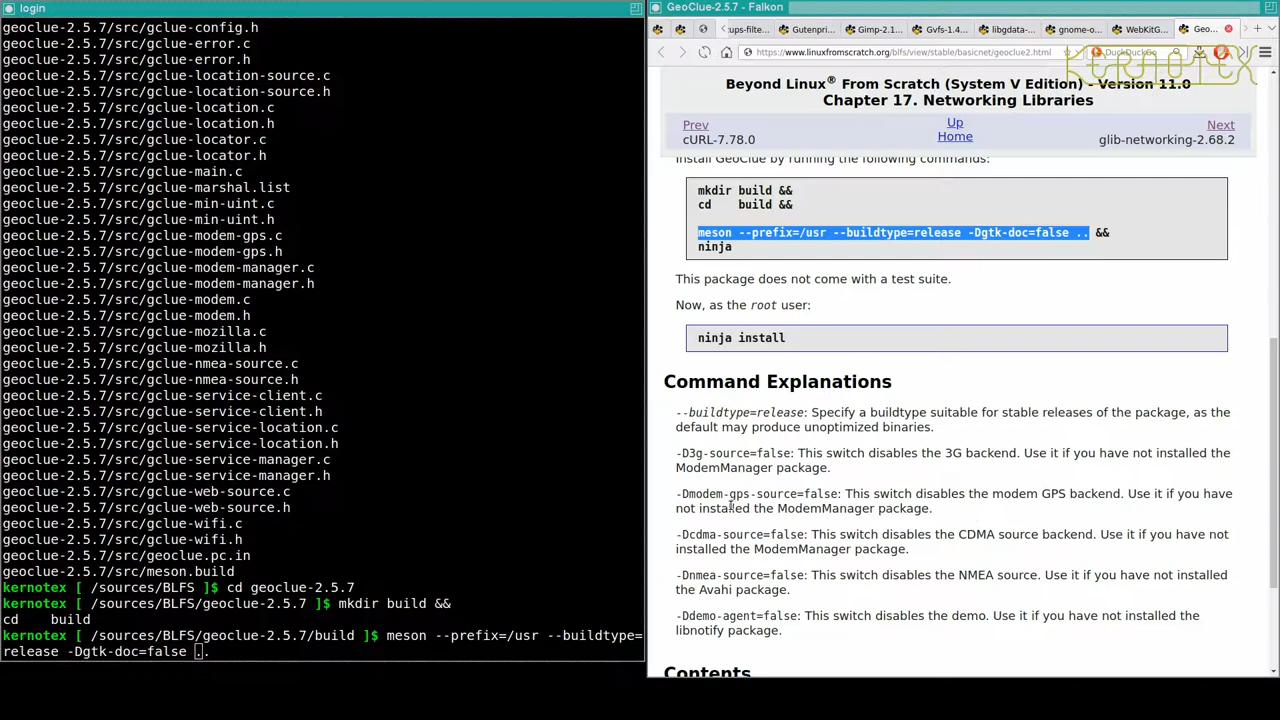 login
geoclue-2.5.7/src/gclue-config.h
geoclue-2.5.7/src/gclue-error.c
geoclue-2.5.7/src/gclue-error.h
geoclue-2.5.7/src/gclue-location-source.c
geoclue-2.5.7/src/gclue-location-source.h
geoclue-2.5.7/src/gclue-location.c
geoclue-2.5.7/src/gclue-location.h
geoclue-2.5.7/src/gclue-locator.c
geoclue-2.5.7/src/gclue-locator.h
geoclue-2.5.7/src/gclue-main.c
geoclue-2.5.7/src/gclue-marshal.list
geoclue-2.5.7/src/gclue-min-uint.c
geoclue-2.5.7/src/gclue-min-uint.h
geoclue-2.5.7/src/gclue-modem-gps.c
geoclue-2.5.7/src/gclue-modem-gps.h
geoclue-2.5.7/src/gclue-modem-manager.c
geoclue-2.5.7/src/gclue-modem-manager.h
geoclue-2.5.7/src/gclue-modem.c
geoclue-2.5.7/src/gclue-modem.h
geoclue-2.5.7/src/gclue-mozilla.c
geoclue-2.5.7/src/gclue-mozilla.h
geoclue-2.5.7/src/gclue-nmea-source.c
geoclue-2.5.7/src/gclue-nmea-source.h
geoclue-2.5.7/src/gclue-service-client.c
geoclue-2.5.7/src/gclue-service-client.h
geoclue-2.5.7/src/gclue-service-location.c
geoclue-2.5.7/src/gclue-service-location.h
geoclue-2.5.7/src/gclue-service-manager.c
geoclue-2.5.7/src/gclue-service-manager.h
geoclue-2.5.7/src/gclue-web-source.c
geoclue-2.5.7/src/gclue-web-source.h
geoclue-2.5.7/src/gclue-wifi.c
geoclue-2.5.7/src/gclue-wifi.h
geoclue-2.5.7/src/geoclue.pc.in
geoclue-2.5.7/src/meson.build
kernotex [ /sources/BLFS ]$ cd geoclue-2.5.7
kernotex [ /sources/BLFS/geoclue-2.5.7 ]$ mkdir build &&
cd    build
kernotex [ /sources/BLFS/geoclue-2.5.7/build ]$ meson --prefix=/usr --buildtype=
release -Dgtk-doc=false ..
GeoClue-2.5.7 - Falkon
:ups-filte... Gutenpri... Gimp-2.1... Gvfs-1.4... libgdata-... gnome-o... WebKitG... Geo...
https://www.linuxfromscratch.org/blfs/view/stable/basicnet/geoclue2.html DuckDuckGo
KERNOTEX
Beyond Linux® From Scratch (System V Edition) - Version 11.0
Chapter 17. Networking Libraries
Prev Up Next
cURL-7.78.0 Home glib-networking-2.68.2
Install GeoClue by running the following commands:
mkdir build &&
cd    build &&
meson --prefix=/usr --buildtype=release -Dgtk-doc=false .. &&
ninja
This package does not come with a test suite.
Now, as the root user:
ninja install
Command Explanations
--buildtype=release: Specify a buildtype suitable for stable releases of the package, as the
default may produce unoptimized binaries.
-D3g-source=false: This switch disables the 3G backend. Use it if you have not installed the
ModemManager package.
-Dmodem-gps-source=false: This switch disables the modem GPS backend. Use it if you have
not installed the ModemManager package.
-Dcdma-source=false: This switch disables the CDMA source backend. Use it if you have not
installed the ModemManager package.
-Dnmea-source=false: This switch disables the NMEA source. Use it if you have not installed
the Avahi package.
-Ddemo-agent=false: This switch disables the demo. Use it if you have not installed the
libnotify package.
Contents